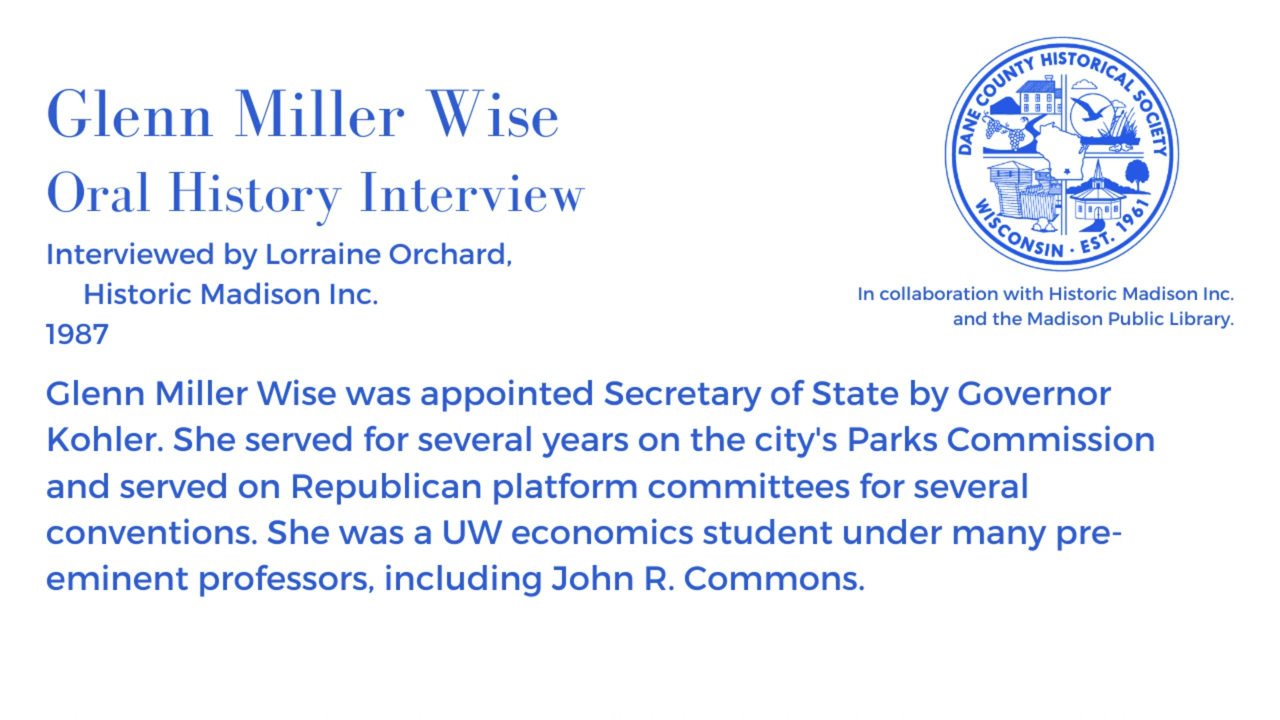 Glenn Miller Wise
Oral History Interview
Interviewed by Lorraine Orchard,
Historic Madison Inc.
1987
DANE COUNTY HISTORICAL SOCIETY
WISCONSIN · EST. 1961
In collaboration with Historic Madison Inc.
and the Madison Public Library.
Glenn Miller Wise was appointed Secretary of State by Governor
Kohler. She served for several years on the city's Parks Commission
and served on Republican platform committees for several
conventions. She was a UW economics student under many pre-
eminent professors, including John R. Commons.